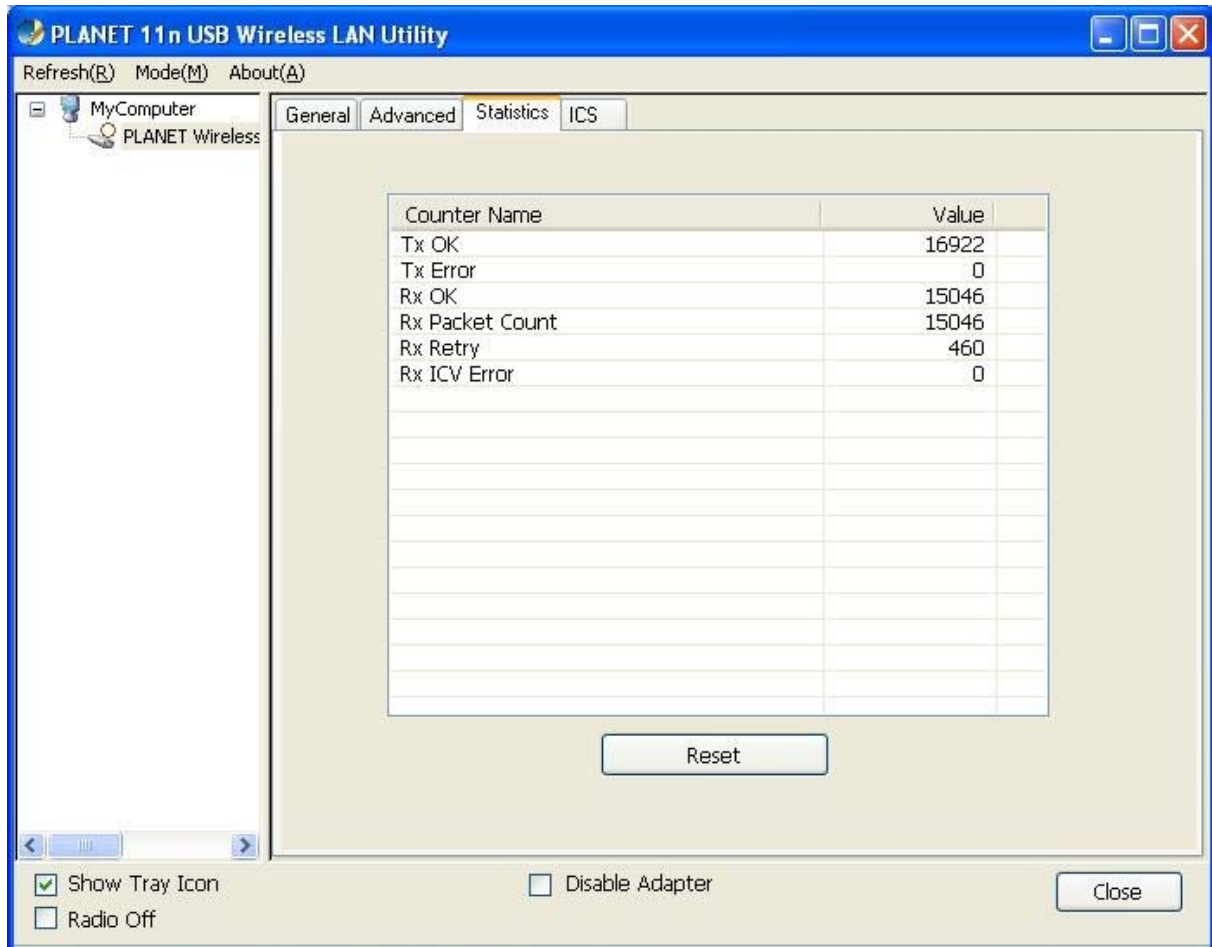 PLANET 11n USB Wireless LAN Utility
Refresh(R) Mode(M) About(A)
MyComputer
PLANET Wireless
General Advanced Statistics ICS
Counter Name Value
Tx OK 16922
Tx Error 0
Rx OK 15046
Rx Packet Count 15046
Rx Retry 460
Rx ICV Error 0
Reset
Show Tray Icon
Disable Adapter
Radio Off
Close